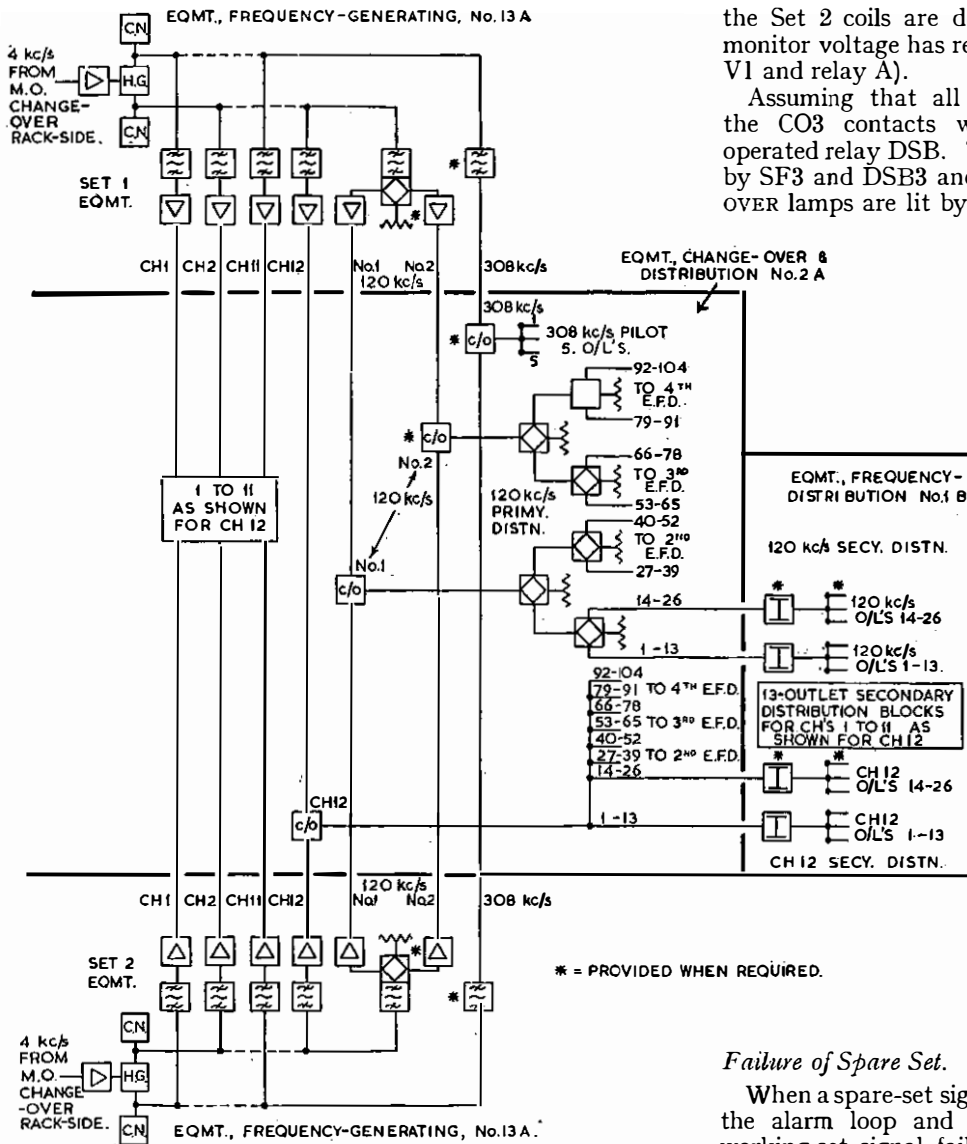 EQMT., FREQUENCY-GENERATING, No. 13 A
C.N.
4 kc/s
FROM
M.O.
CHANGE-
OVER
RACK-SIDE.
H.G.
C.N.
SET 1
EQMT.
*
*
CH1 CH2 CH11 CH12 No.1 No.2 308 kc/s
120 kc/s
the Set 2 coils are d
monitor voltage has re
V1 and relay A).
Assuming that all
the CO3 contacts w
operated relay DSB.
by SF3 and DSB3 and
OVER lamps are lit by
EQMT., CHANGE-OVER &
DISTRIBUTION No. 2 A
308 kc/s
* C/O
1
308 kc/s PILOT
5. O/L'S.
5
92-104
TO 4TH
E.F.D.
79-91
* C/O
No.2
120 kc/s
No.1
C/O
66-78
TO 3RD
E.F.D.
53-65
120 kc/s
PRIMY.
DISTN.
40-52
TO 2ND
E.F.D.
27-39
14-26
1-13
1 TO 11
AS SHOWN
FOR CH 12
EQMT., FREQUENCY-
DISTRIBUTION No. 1 B
120 kc/s SECY. DISTN.
* *
120 kc/s
O/L'S 14-26
120 kc/s
O/L'S 1-13.
92-104
79-91 TO 4TH E.F.D.
66-78
53-65 TO 3RD E.F.D.
40-52
27-39 TO 2ND E.F.D.
14-26
13-OUTLET SECONDARY
DISTRIBUTION BLOCKS
FOR CH'S 1 TO 11 AS
SHOWN FOR CH 12
* *
CH 12
O/L'S 14-26
CH12
C/O
1-13
CH12
O/L'S 1-13
CH 12 SECY. DISTN.
120 kc/s
CH1 CH2 CH11 CH12 No.1 No.2 308 kc/s
SET 2
EQMT.
*
*
* = PROVIDED WHEN REQUIRED.
C.N.
4 kc/s
FROM
M.O.
CHANGE
-OVER
RACK-SIDE.
H.G.
C.N.
EQMT., FREQUENCY-GENERATING, No. 13 A.
Failure of Spare Set.
When a spare-set sig
the alarm loop and